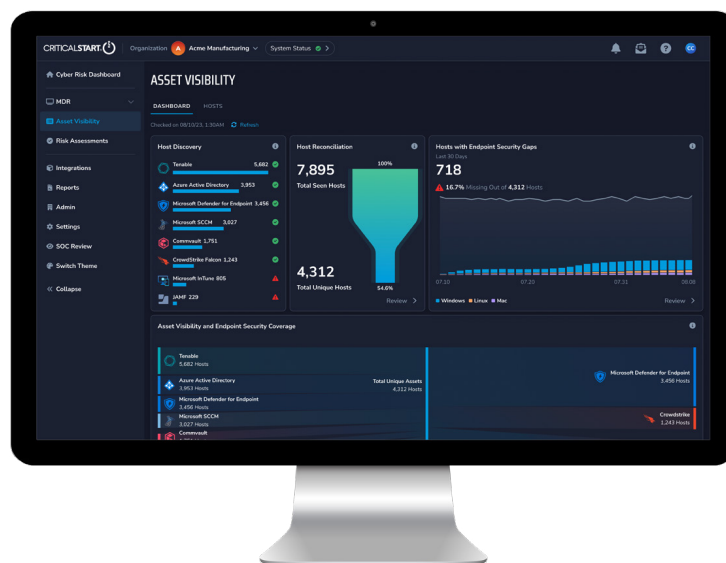 CRITICALSTART.
Organization A Acme Manufacturing
System Status
CC
Cyber Risk Dashboard
MDR
Asset Visibility
Risk Assessments
Integrations
Reports
Admin
Settings
SOC Review
Switch Theme
Collapse
ASSET VISIBILITY
DASHBOARD HOSTS
Checked on 08/10/23, 1:30AM
Host Discovery
Tenable 5,682
Azure Active Directory 3,953
Microsoft Defender for Endpoint 3,456
Microsoft SCCM 3,027
Commvault 1,751
CrowdStrike Falcon 1,243
Microsoft InTune 805
JAMF 229
Host Reconciliation
7,895
Total Seen Hosts
100%
4,312
Total Unique Hosts
54.6%
Review
Hosts with Endpoint Security Gaps
Last 30 Days
718
16.7% Missing Out of 4,312 Hosts
07.10 07.20 07.31 08.09
Windows Linux Mac
Review
Asset Visibility and Endpoint Security Coverage
Tenable
5,682 Hosts
Azure Active Directory
3,953 Hosts
Microsoft Defender for Endpoint
3,456 Hosts
Microsoft SCCM
3,027 Hosts
Commvault
Total Unique Assets
4,312 Hosts
Microsoft Defender for Endpoint
3,456 Hosts
Crowdstrike
1,243 Hosts